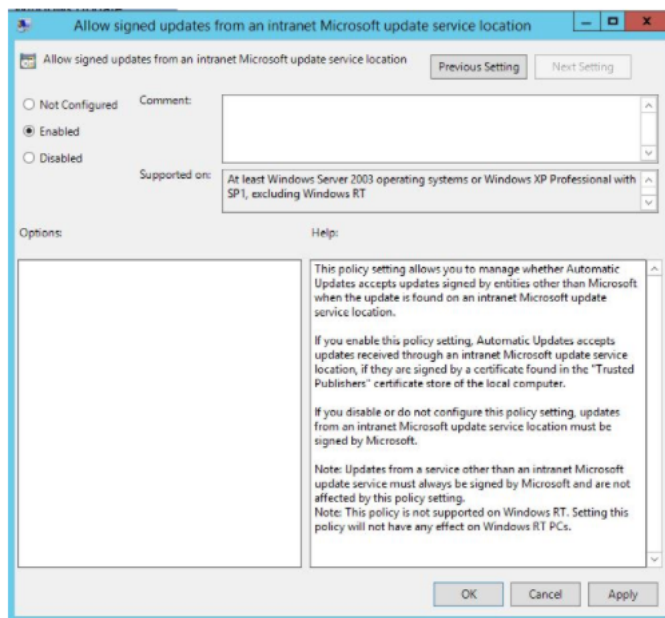 Allow signed updates from an intranet Microsoft update service location
Allow signed updates from an intranet Microsoft update service location
Previous Setting
Next Setting
Not Configured
Comment:
Enabled
Disabled
Supported on:
At least Windows Server 2003 operating systems or Windows XP Professional with
SP1, excluding Windows RT
Options:
Help:
This policy setting allows you to manage whether Automatic
Updates accepts updates signed by entities other than Microsoft
when the update is found on an intranet Microsoft update
service location.
If you enable this policy setting, Automatic Updates accepts
updates received through an intranet Microsoft update service
location, if they are signed by a certificate found in the "Trusted
Publishers" certificate store of the local computer.
If you disable or do not configure this policy setting, updates
from an intranet Microsoft update service location must be
signed by Microsoft.
Note: Updates from a service other than an intranet Microsoft
update service must always be signed by Microsoft and are not
affected by this policy setting.
Note: This policy is not supported on Windows RT. Setting this
policy will not have any effect on Windows RT PCs.
OK
Cancel
Apply